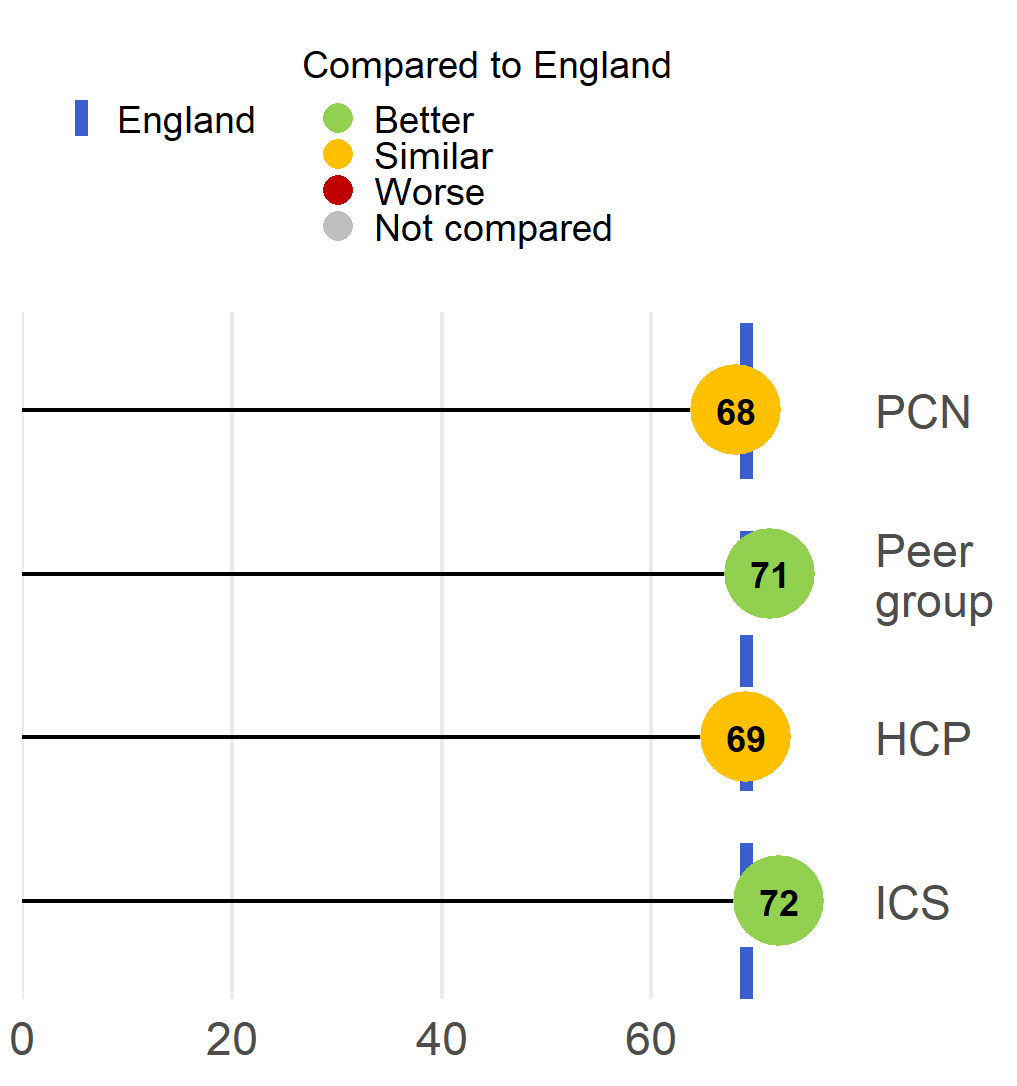 Compared to England
England
Better
Similar
Worse
Not compared
68
PCN
71
Peer
group
69
HCP
72
ICS
0 20 40 60